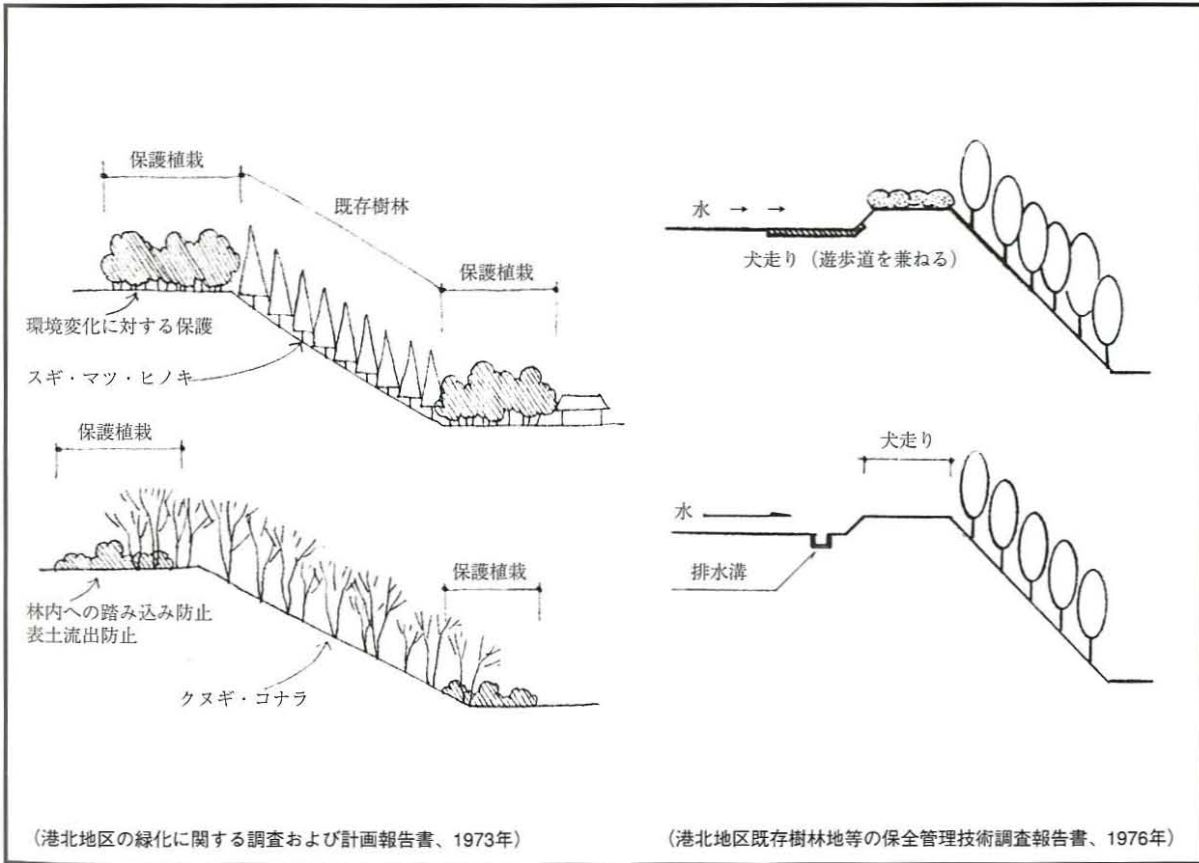 保護植栽
既存樹林
保護植栽
環境変化に対する保護
スギ・マツ・ヒノキ
保護植栽
保護植栽
林内への踏み込み防止
表土流出防止
クヌギ・コナラ
(港北地区の緑化に関する調査および計画報告書、1973年)
水 → →
犬走り(遊歩道を兼ねる)
犬走り
水
排水溝
(港北地区既存樹林地等の保全管理技術調査報告書、1976年)